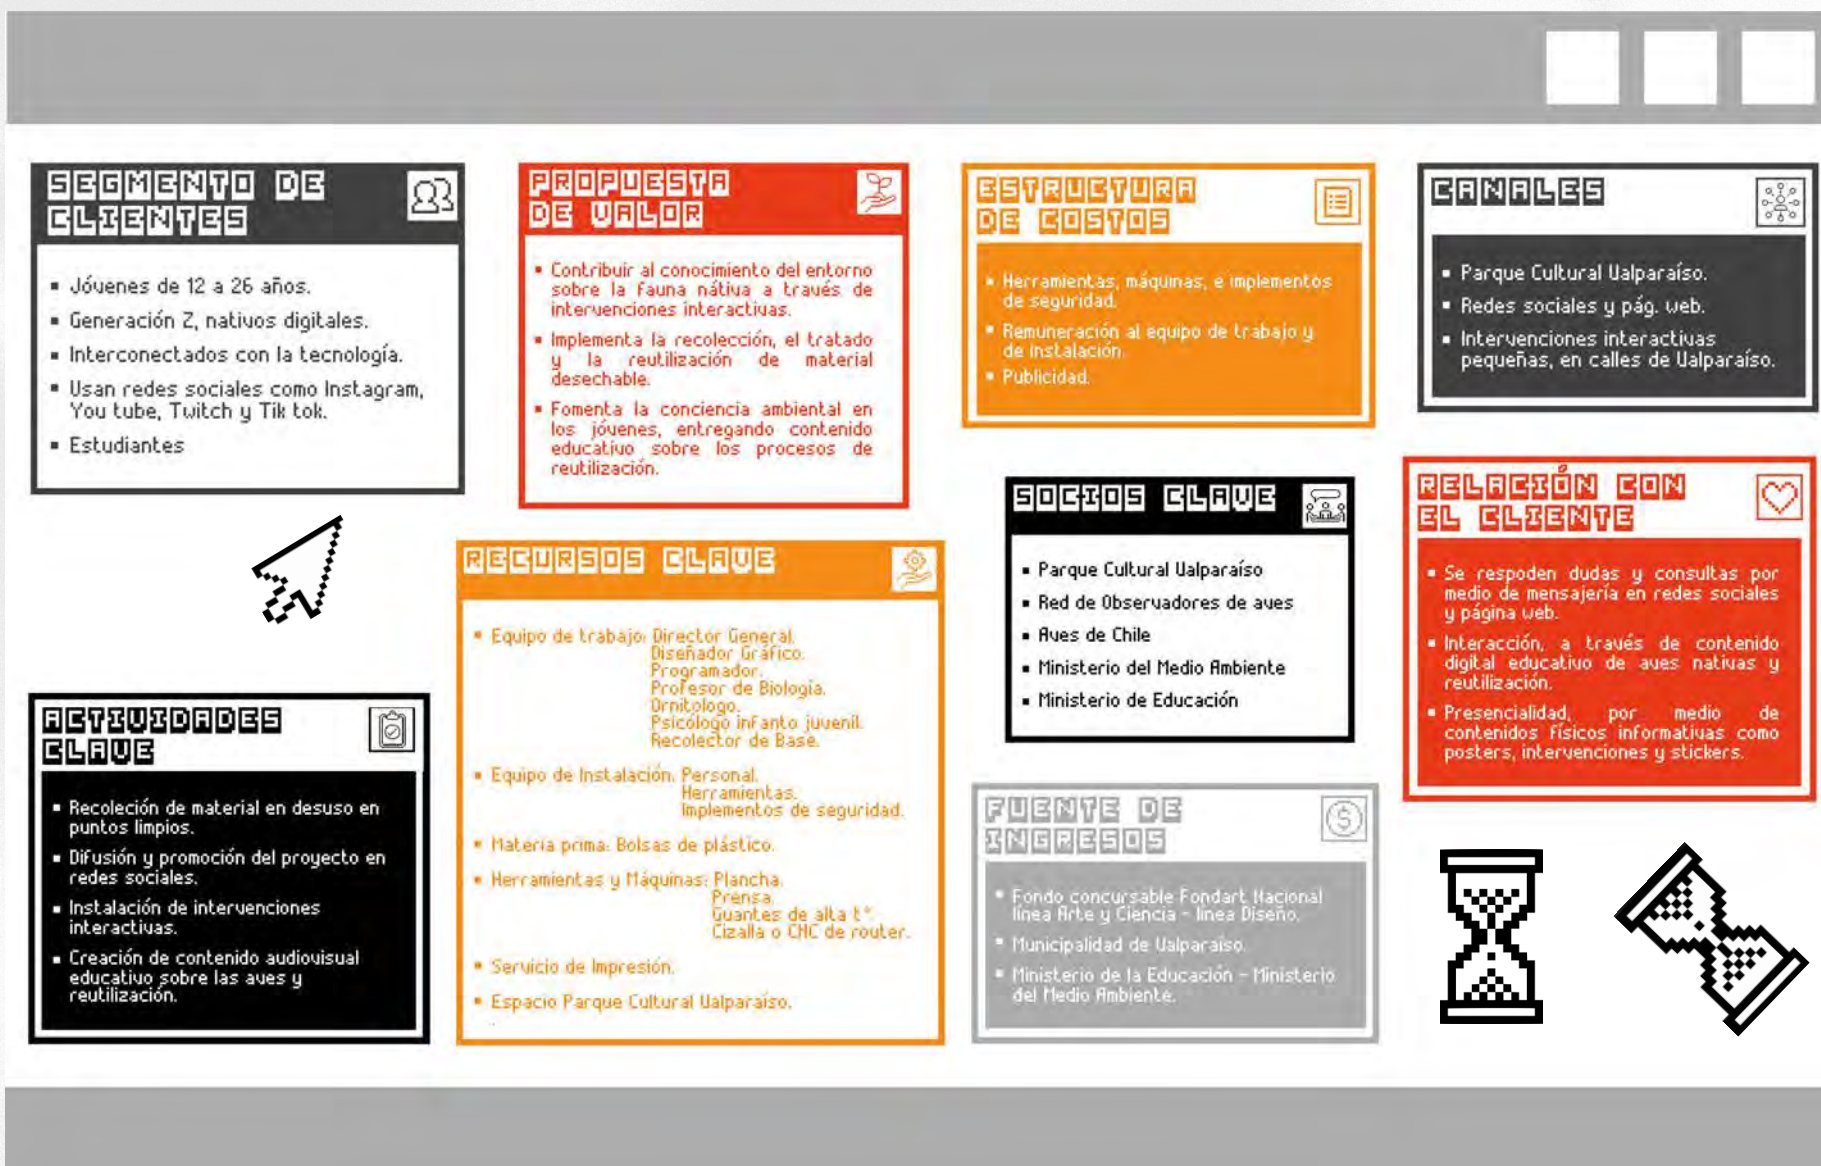 SEGMENTO DE
CLIENTES
▪ Jóvenes de 12 a 26 años.
▪ Generación Z, nativos digitales.
▪ Interconectados con la tecnología.
▪ Usan redes sociales como Instagram,
You tube, Twitch y Tik tok.
▪ Estudiantes
PROPUESTA
DE VALOR
▪ Contribuir al conocimiento del entorno
sobre la fauna nátiva a través de
intervenciones interactivas.
▪ Implementa la recolección, el tratado
y la reutilización de material
desechable.
▪ Fomenta la conciencia ambiental en
los jóvenes, entregando contenido
educativo sobre los procesos de
reutilización.
ESTRUCTURA
DE COSTOS
▪ Herramientas, máquinas, e implementos
de seguridad.
▪ Remuneración al equipo de trabajo y
de instalación.
▪ Publicidad.
CANALES
▪ Parque Cultural Valparaíso.
▪ Redes sociales y pág. web.
▪ Intervenciones interactivas
pequeñas, en calles de Valparaíso.
ACTIVIDADES
CLAVE
▪ Recoleción de material en desuso en
puntos limpios.
▪ Difusión y promoción del proyecto en
redes sociales.
▪ Instalación de intervenciones
interactivas.
▪ Creación de contenido audiovisual
educativo sobre las aves y
reutilización.
RECURSOS CLAVE
▪ Equipo de trabajo: Director General.
Diseñador Gráfico.
Programador.
Profesor de Biología.
Ornitologo.
Psicólogo infanto juvenil.
Recolector de Base.
▪ Equipo de Instalación: Personal.
Herramientas.
Implementos de seguridad.
▪ Materia prima: Bolsas de plástico.
▪ Herramientas y Máquinas: Plancha.
Prensa.
Guantes de alta t°.
Cizalla o CNC de router.
▪ Servicio de Impresión.
▪ Espacio Parque Cultural Valparaíso.
SOCIOS CLAVE
▪ Parque Cultural Valparaíso
▪ Red de Observadores de aves
▪ Aves de Chile
▪ Ministerio del Medio Ambiente
▪ Ministerio de Educación
FUENTE DE
INGRESOS
▪ Fondo concursable Fondart Nacional
línea Arte y Ciencia - línea Diseño.
▪ Municipalidad de Valparaíso.
▪ Ministerio de la Educación - Ministerio
del Medio Ambiente.
RELACIÓN CON
EL CLIENTE
▪ Se respoden dudas y consultas por
medio de mensajería en redes sociales
y página web.
▪ Interacción, a través de contenido
digital educativo de aves nativas y
reutilización.
▪ Presencialidad, por medio de
contenidos físicos informativas como
posters, intervenciones y stickers.